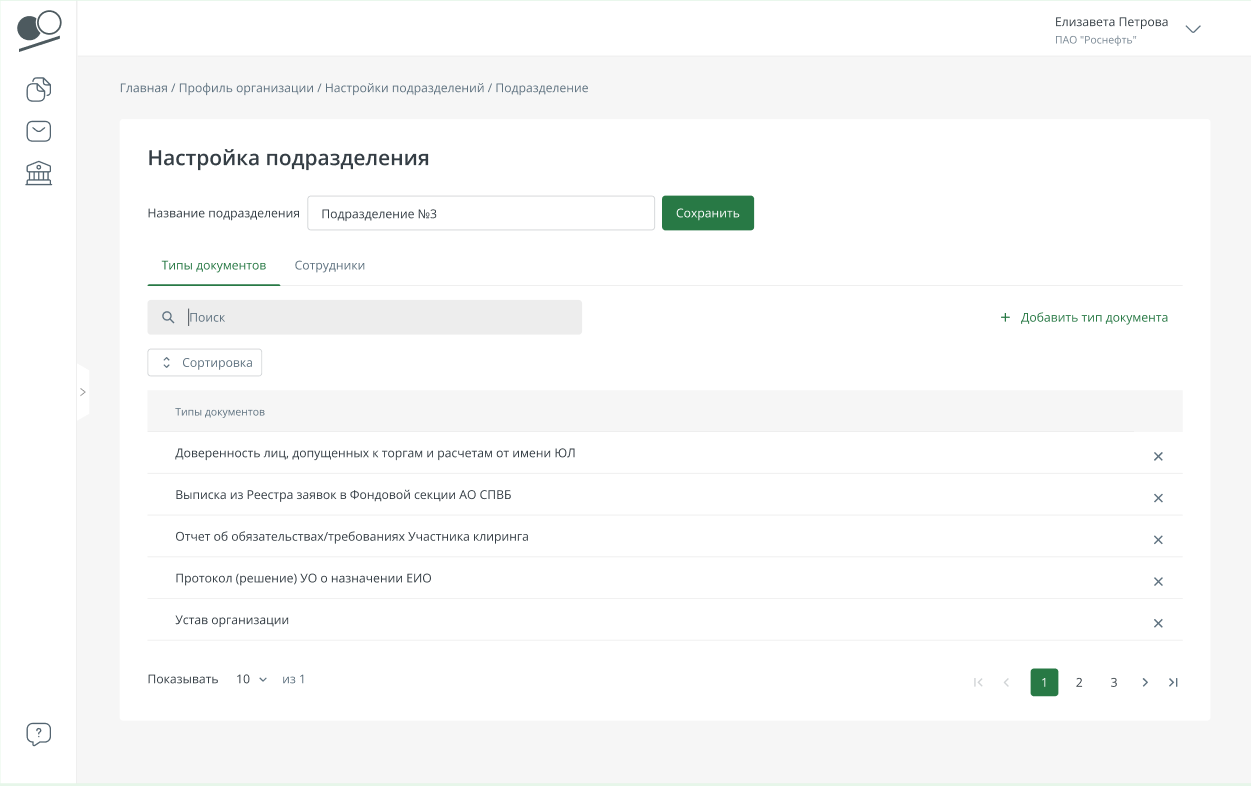 Елизавета Петрова
ПАО "Роснефть"
Главная / Профиль организации / Настройки подразделений / Подразделение
Настройка подразделения
Название подразделения Подразделение №3 Сохранить
Типы документов Сотрудники
Поиск + Добавить тип документа
Сортировка
Типы документов
Доверенность лиц, допущенных к торгам и расчетам от имени ЮЛ
Выписка из Реестра заявок в Фондовой секции АО СПВБ
Отчет об обязательствах/требованиях Участника клиринга
Протокол (решение) УО о назначении ЕИО
Устав организации
Показывать 10 из 1 1 2 3
?